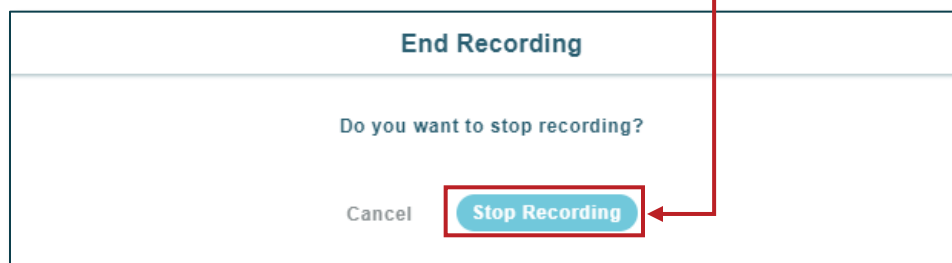 End Recording
Do you want to stop recording?
Cancel Stop Recording